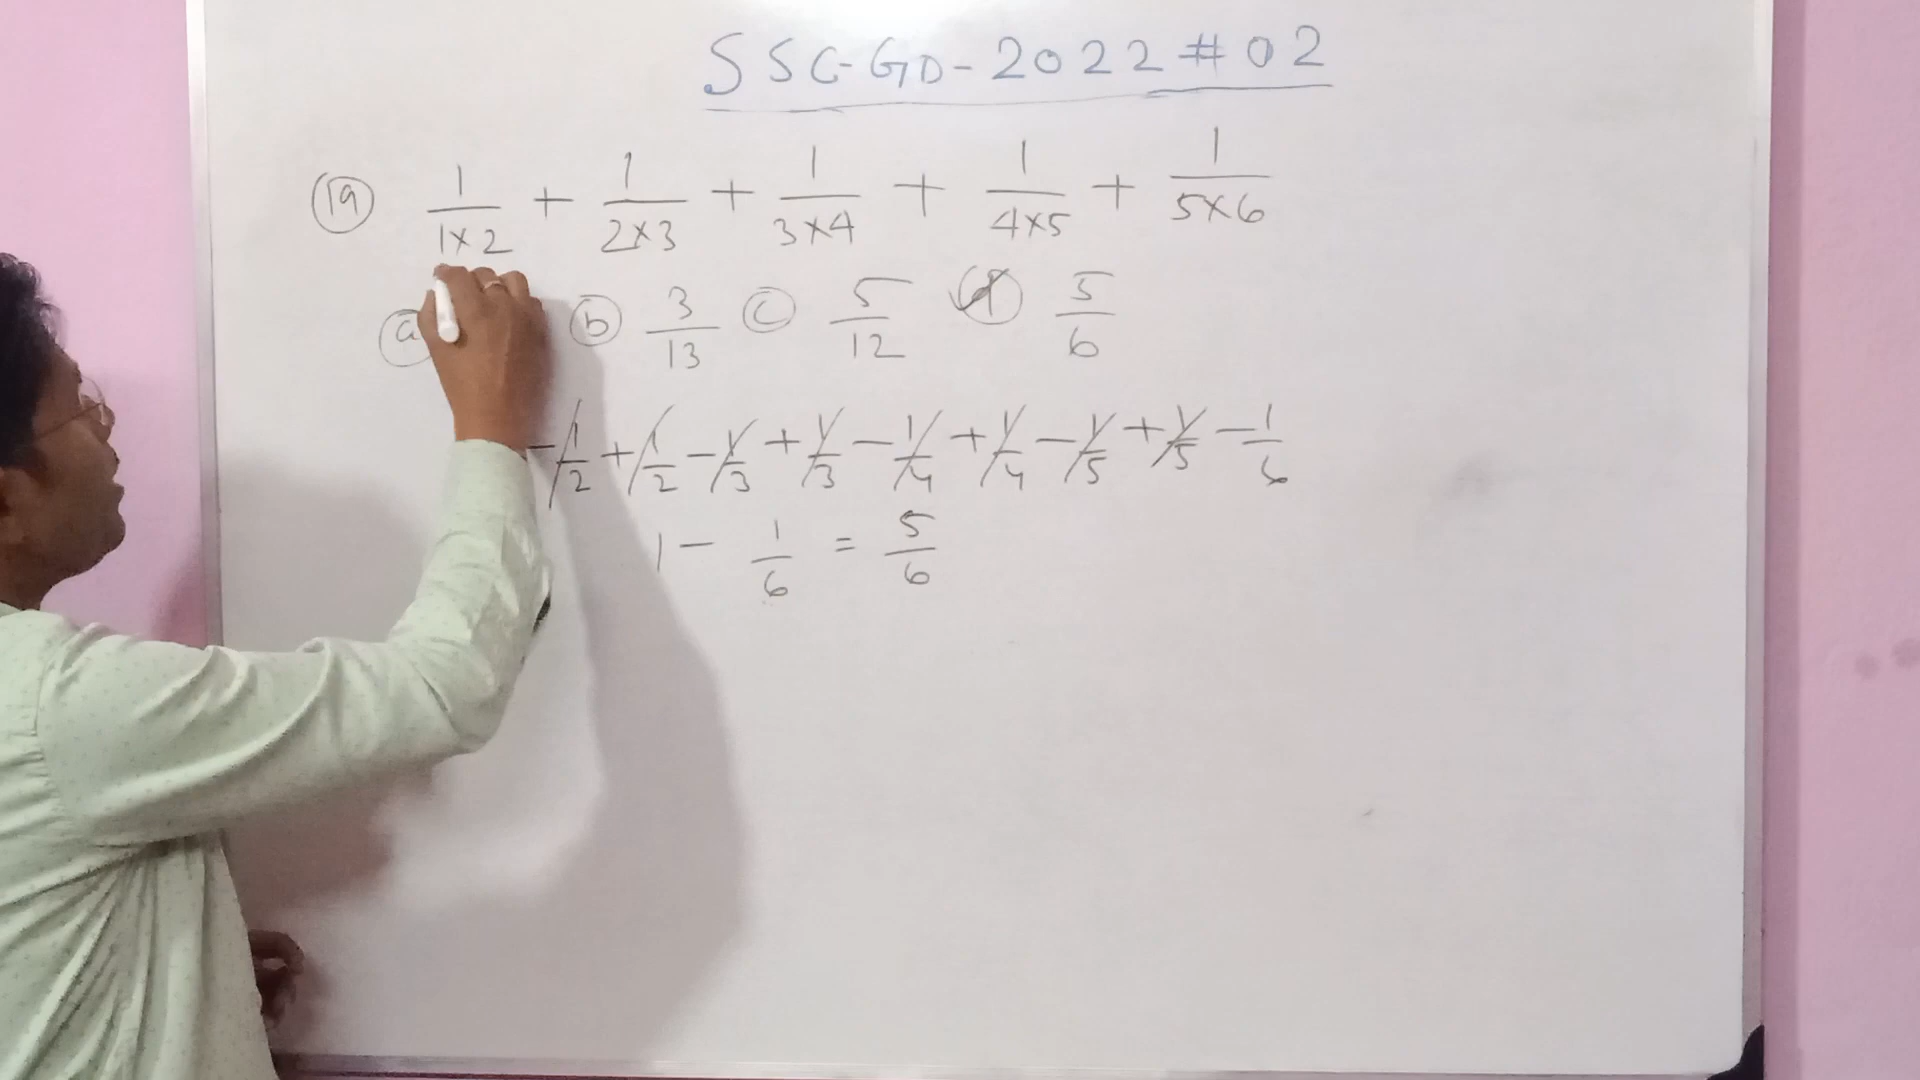 SSC-GD-2022 #02
(19) 1/1×2 + 1/2×3 + 1/3×4 + 1/4×5 + 1/5×6
(a) (b) 3/13 (c) 5/12 (d) 5/6
- 1/2 + 1/2 - 1/3 + 1/3 - 1/4 + 1/4 - 1/5 + 1/5 - 1/6
1 - 1/6 = 5/6